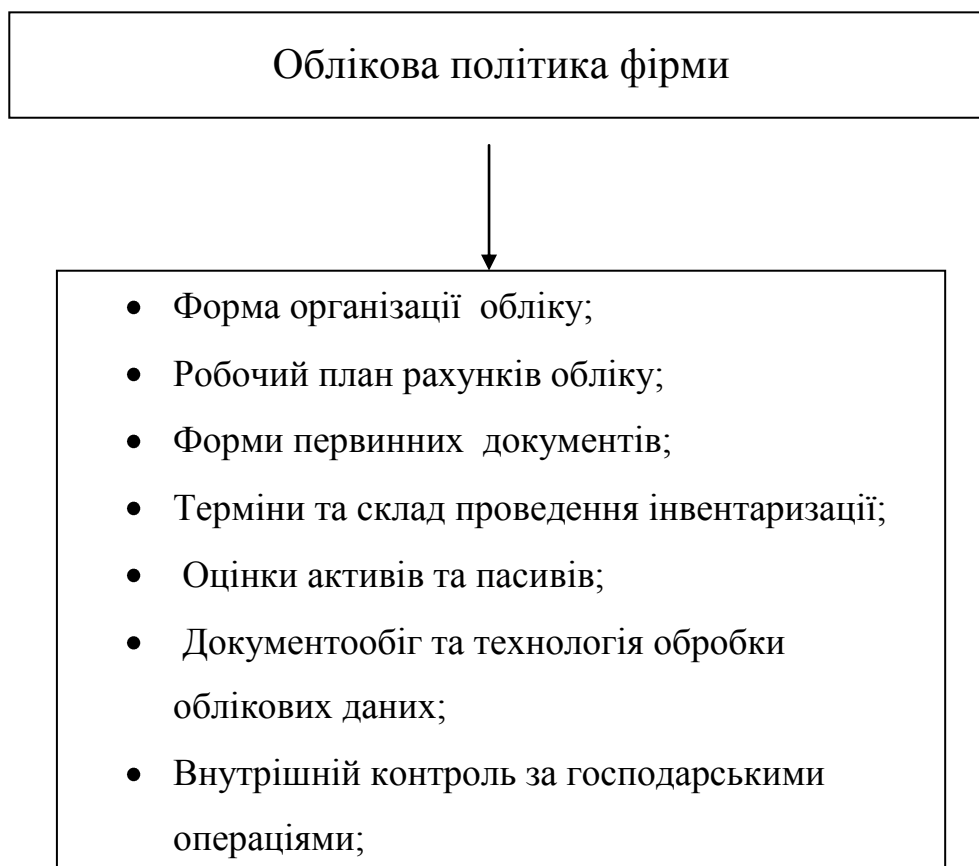 Облікова політика фірми
• Форма організації обліку;
• Робочий план рахунків обліку;
• Форми первинних документів;
• Терміни та склад проведення інвентаризації;
• Оцінки активів та пасивів;
• Документообіг та технологія обробки
облікових даних;
• Внутрішній контроль за господарськими
операціями;